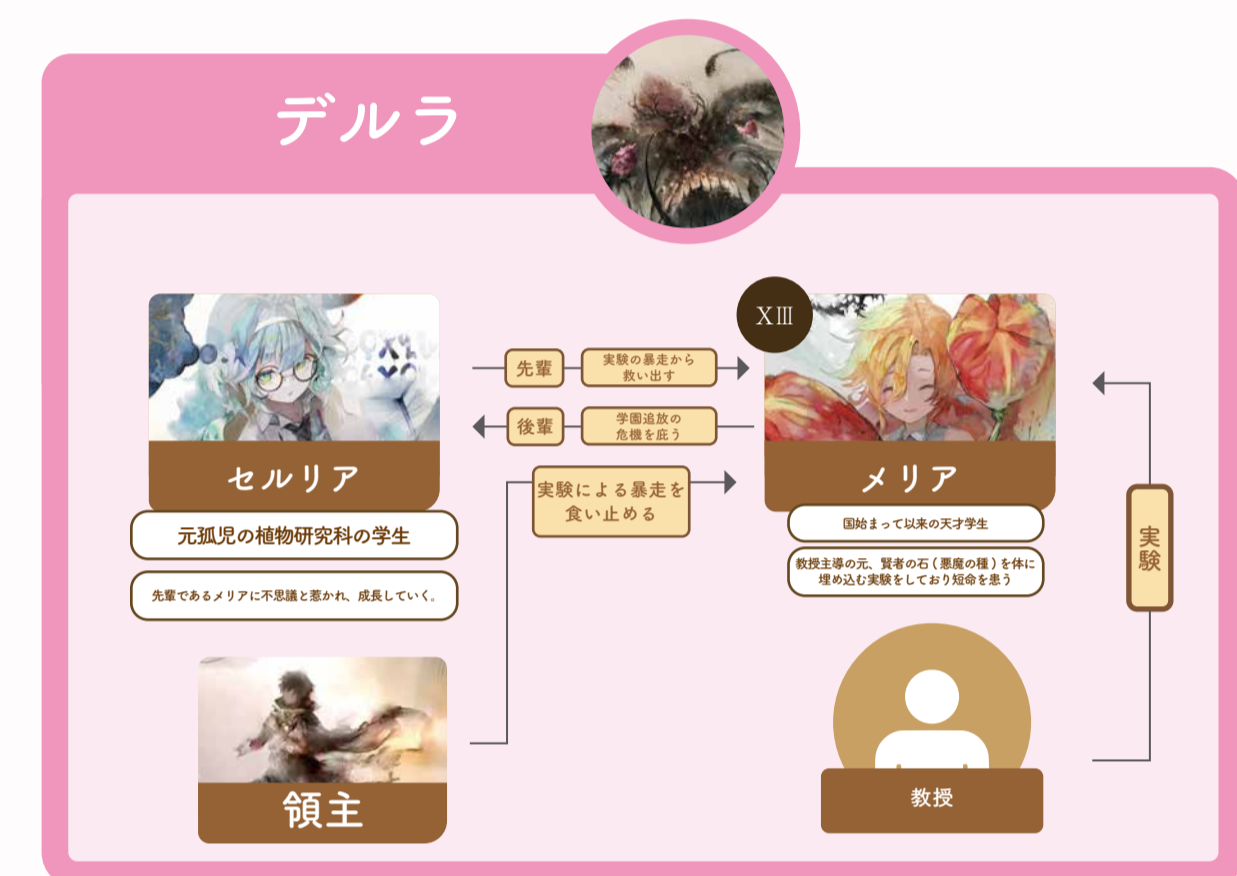 デルラ
XIII
先輩
実験の暴走から
救い出す
後輩
学園追放の
危機を庇う
実験による暴走を
食い止める
セルリア
元孤児の植物研究科の学生
先輩であるメリアに不思議と惹かれ、成長していく。
メリア
国始まって以来の天才学生
教授主導の元、賢者の石(悪魔の種)を体に
埋め込む実験をしており短命を患う
実験
領主
教授